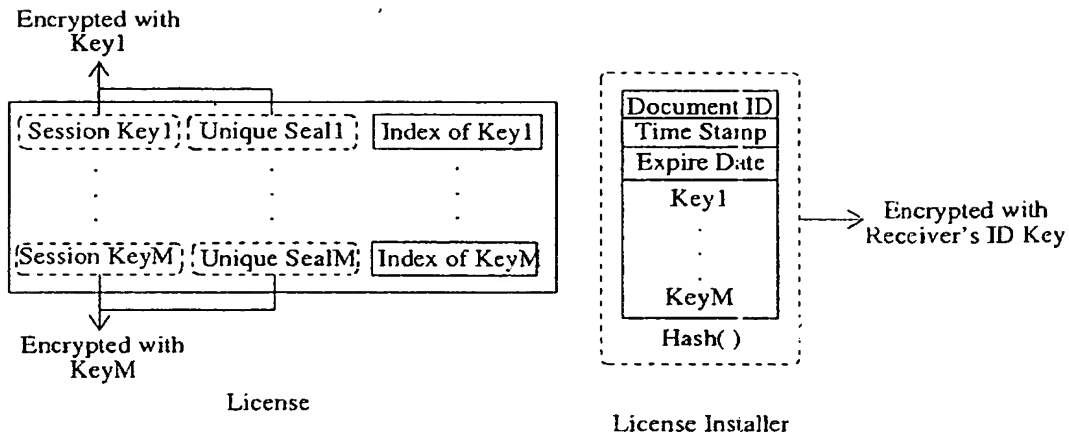 Encrypted with
Key1
Session Key1 Unique Seal1 Index of Key1
Session KeyM Unique SealM Index of KeyM
Encrypted with
KeyM
License
Document ID
Time Stamp
Expire Date
Key1
KeyM
Hash( )
Encrypted with
Receiver's ID Key
License Installer